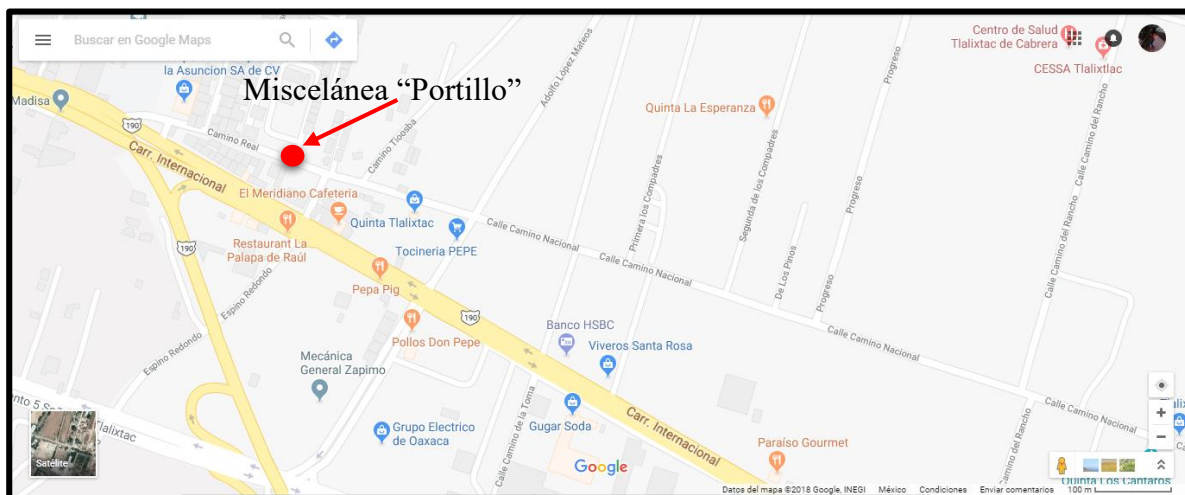 Buscar en Google Maps
Centro de Salud
Tlalixtac de Cabrera
CESSA Tlalixtlac
la Asuncion SA de CV
Miscelánea “Portillo”
Madisa
190
Camino Real
Carr. Internacional
Camino Tioosba
Adolfo López Mateos
Quinta La Esperanza
Progreso
Calle Camino del Rancho
Calle Camino del Rancho
El Meridiano Cafeteria
Quinta Tlalixtac
Primera los Compadres
Segunda de los Compadres
Progreso
190
Restaurant La
Palapa de Raúl
Tocineria PEPE
Calle Camino Nacional
Calle Camino Nacional
De Los Pinos
Progreso
Espino Redondo
Pepa Pig
190
Pollos Don Pepe
Banco HSBC
Viveros Santa Rosa
Calle Camino Nacional
Espino Redondo
Mecánica
General Zapimo
Calle Camino de la Toma
Gugar Soda
Carr. Internacional
Calle Camino Nacional
Camino del Rancho
Grupo Electrico
de Oaxaca
Paraíso Gourmet
Satélite
Google
Quinta Los Cantaros
Datos del mapa ©2018 Google, INEGI
México
Condiciones
Enviar comentarios
100 m